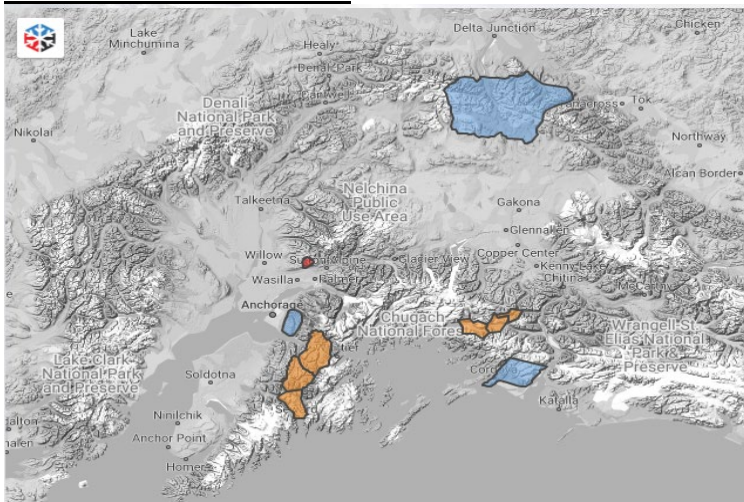 Delta Junction
Chicken
Lake
Minchumina
Healy
Tok
Denali
National Park
and Preserve
Nikolai
Northway
Alcan Border
Talkeetna
Nelchina
Public
Use Area
Gakona
Glennallen
Willow
Glacier View
Copper Center
Kenny Lake
Chitina
Wasilla
Palmer
McCarthy
Anchorage
Chugach
National Forest
Wrangell-St.
Elias National
Park &
Preserve
Lake Clark
National Park
and Preserve
Soldotna
Katalla
Ninilchik
Anchor Point
Homer